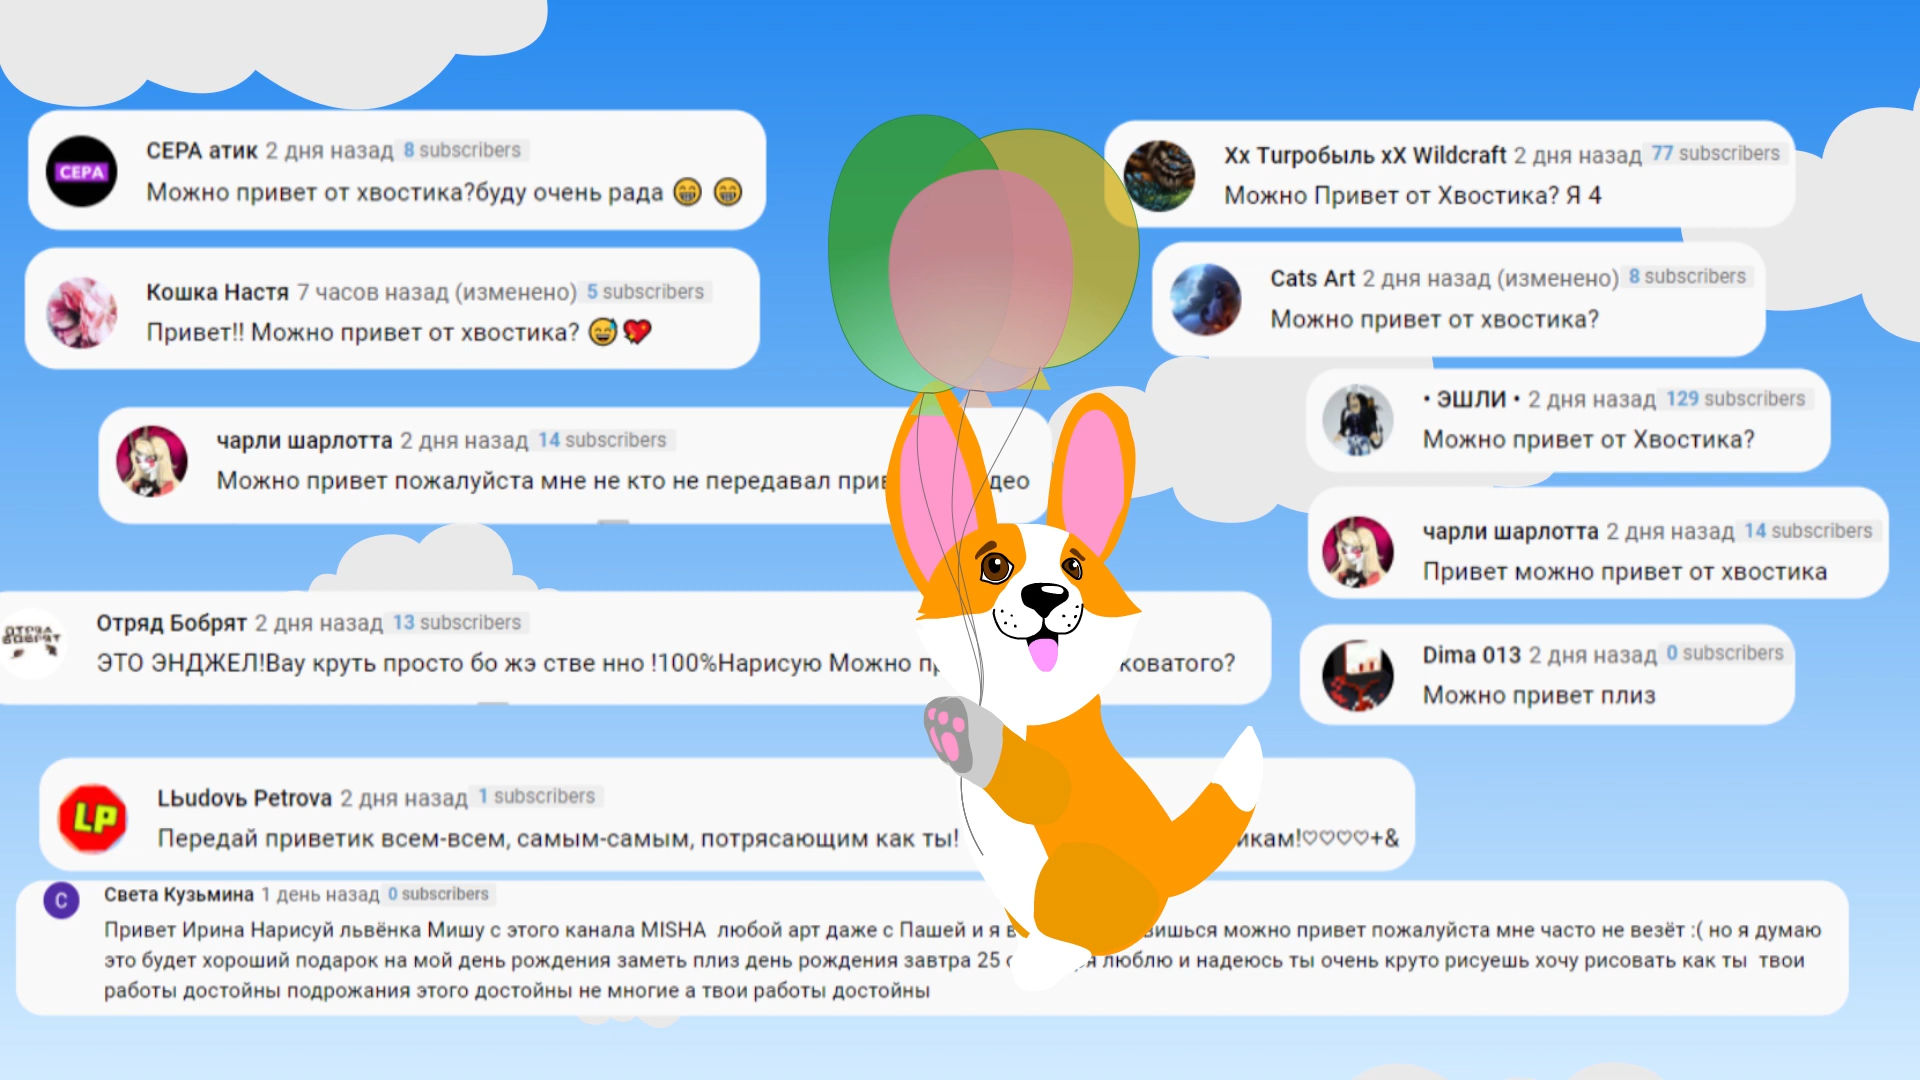 СЕРА
СЕРА атик 2 дня назад 8 subscribers
Можно привет от хвостика?буду очень рада 😁 😁
Кошка Настя 7 часов назад (изменено) 5 subscribers
Привет!! Можно привет от хвостика? 😅💖
чарли шарлотта 2 дня назад 14 subscribers
Можно привет пожалуйста мне не кто не передавал
ОТРЯД
БОБРЯТ
Отряд Бобрят 2 дня назад 13 subscribers
ЭТО ЭНДЖЕЛ!Вау круть просто бо жэ стве нно !100%Нарисую Можно
LP
LЬudovь Petrova 2 дня назад 1 subscribers
Передай приветик всем-всем, самым-самым, потрясающим как ты! икам!♡♡♡♡+&
С
Света Кузьмина 1 день назад 0 subscribers
Привет Ирина Нарисуй львёнка Мишу с этого канала MISHA любой арт даже с Пашей и я можно привет пожалуйста мне часто не везёт :( но я думаю
это будет хороший подарок на мой день рождения заметь плиз день рождения завтра 25 люблю и надеюсь ты очень круто рисуешь хочу рисовать как ты твои
работы достойны подрожания этого достойны не многие а твои работы достойны
Хх Тигробыль хХ Wildcraft 2 дня назад 77 subscribers
Можно Привет от Хвостика? Я 4
Cats Art 2 дня назад (изменено) 8 subscribers
Можно привет от хвостика?
• ЭШЛИ • 2 дня назад 129 subscribers
Можно привет от Хвостика?
чарли шарлотта 2 дня назад 14 subscribers
Привет можно привет от хвостика
Dima 013 2 дня назад 0 subscribers
Можно привет плиз